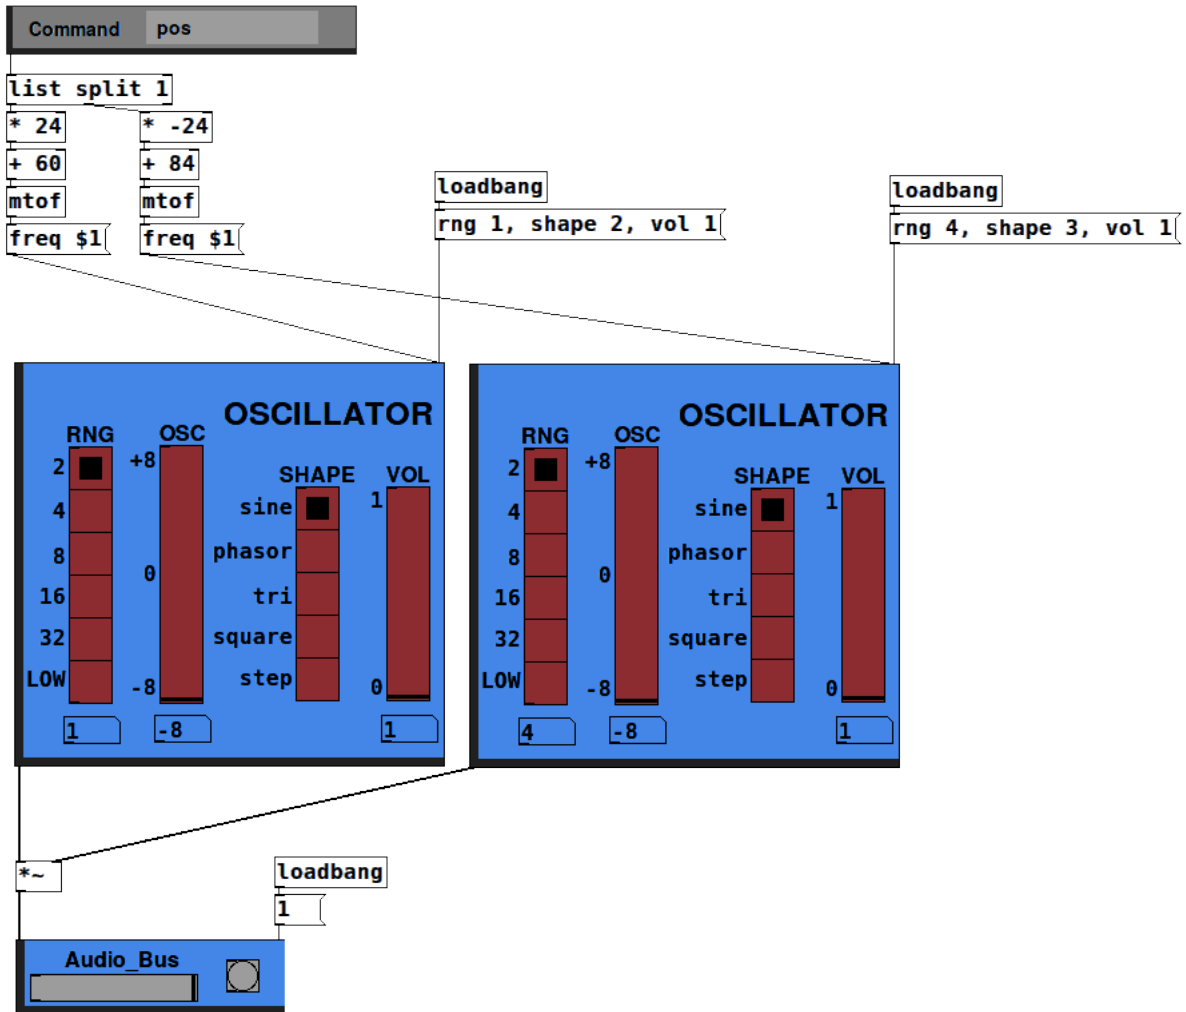 Command pos
list split 1
* 24
* -24
+ 60
+ 84
mtof
mtof
freq $1
freq $1
loadbang
rng 1, shape 2, vol 1
loadbang
rng 4, shape 3, vol 1
OSCILLATOR
RNG
OSC
SHAPE
VOL
2
4
8
16
32
LOW
+8
0
-8
sine
phasor
tri
square
step
1
0
1
-8
1
OSCILLATOR
RNG
OSC
SHAPE
VOL
2
4
8
16
32
LOW
+8
0
-8
sine
phasor
tri
square
step
1
0
4
-8
1
*~
loadbang
1
Audio_Bus